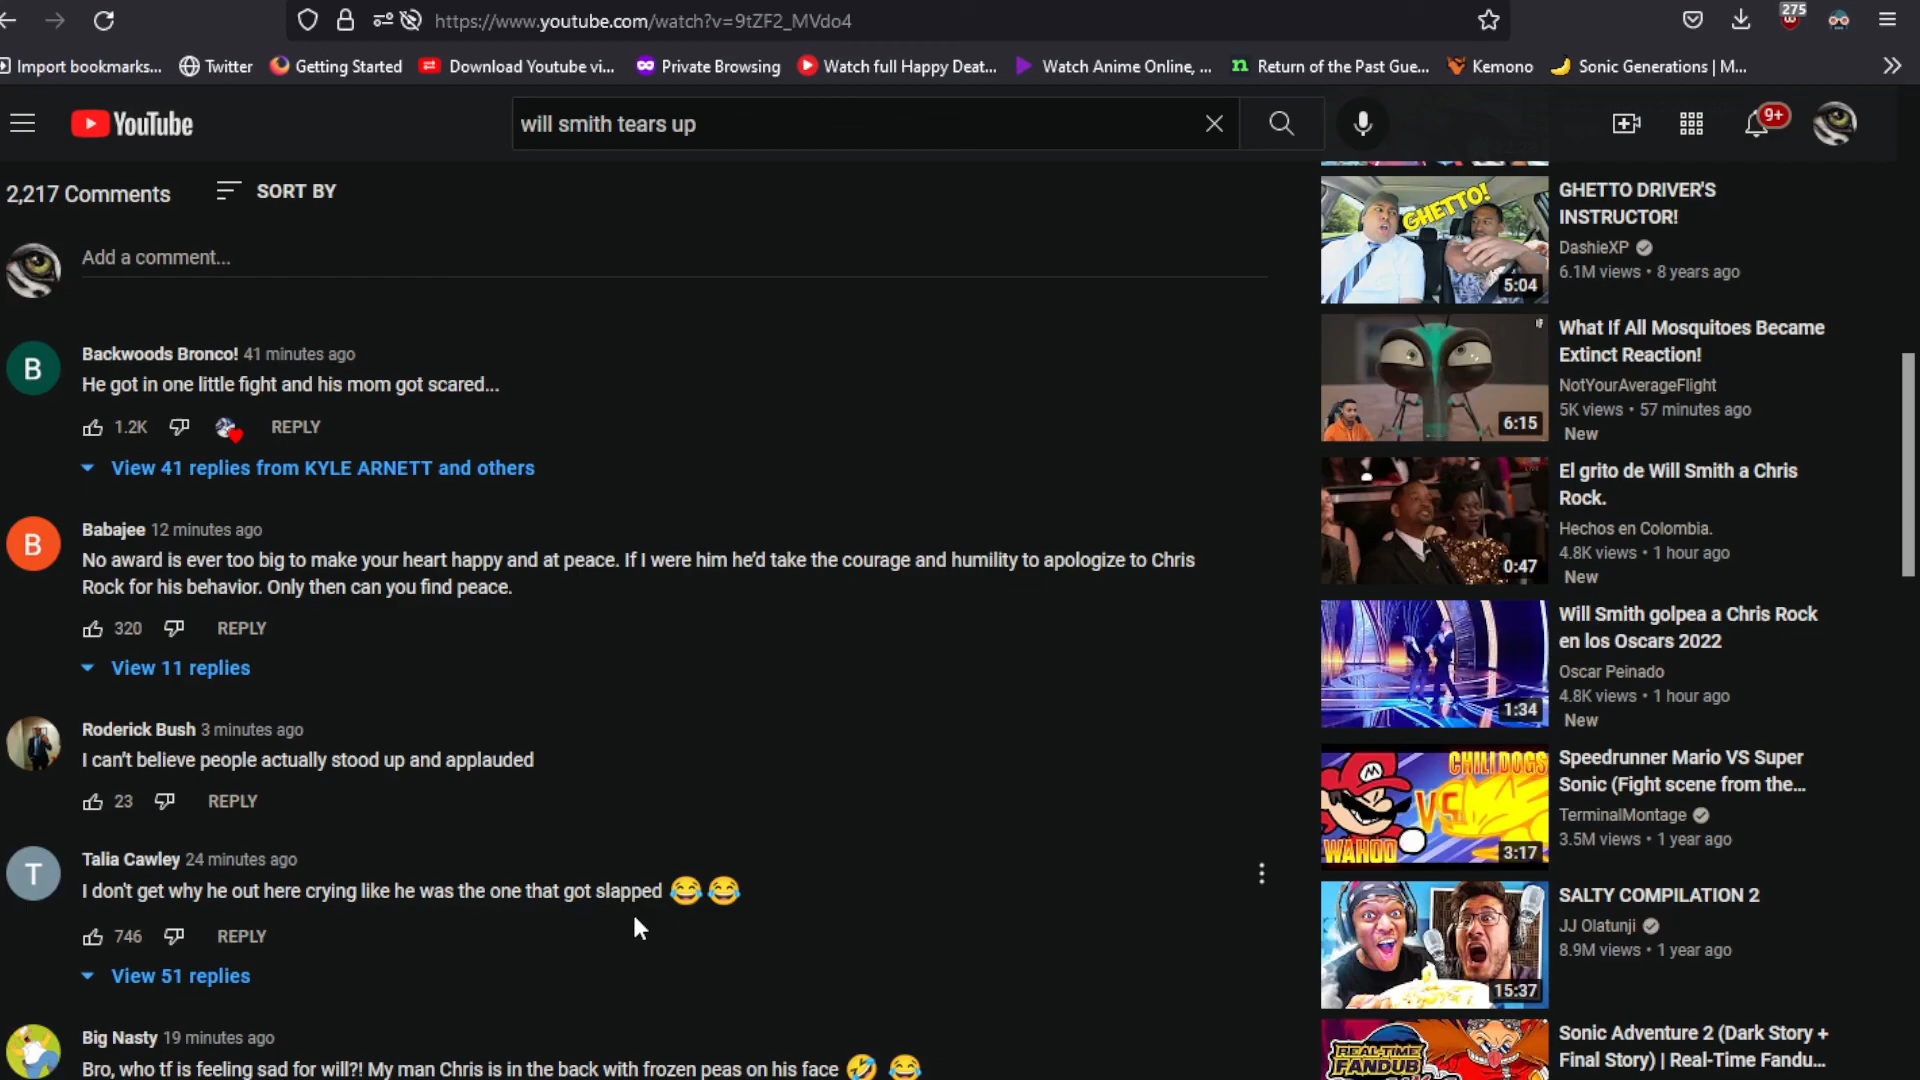 275
https://www.youtube.com/watch?v=9tZF2_MVdo4
Import bookmarks... Twitter Getting Started Download Youtube vi... Private Browsing Watch full Happy Deat... Watch Anime Online, ... n Return of the Past Gue... Kemono Sonic Generations | M...
YouTube
will smith tears up
9+
2,217 Comments
SORT BY
Add a comment...
B
Backwoods Bronco! 41 minutes ago
He got in one little fight and his mom got scared...
1.2K REPLY
View 41 replies from KYLE ARNETT and others
B
Babajee 12 minutes ago
No award is ever too big to make your heart happy and at peace. If I were him he’d take the courage and humility to apologize to Chris
Rock for his behavior. Only then can you find peace.
320 REPLY
View 11 replies
Roderick Bush 3 minutes ago
I can’t believe people actually stood up and applauded
23 REPLY
T
Talia Cawley 24 minutes ago
I don't get why he out here crying like he was the one that got slapped 😂😂
746 REPLY
View 51 replies
Big Nasty 19 minutes ago
Bro, who tf is feeling sad for will?! My man Chris is in the back with frozen peas on his face 🤣 😂
GHETTO!
5:04
GHETTO DRIVER'S
INSTRUCTOR!
DashieXP
6.1M views • 8 years ago
6:15
What If All Mosquitoes Became
Extinct Reaction!
NotYourAverageFlight
5K views • 57 minutes ago
New
0:47
El grito de Will Smith a Chris
Rock.
Hechos en Colombia.
4.8K views • 1 hour ago
New
1:34
Will Smith golpea a Chris Rock
en los Oscars 2022
Oscar Peinado
4.8K views • 1 hour ago
New
CHILIDOGS
VS
WAHOO
3:17
Speedrunner Mario VS Super
Sonic (Fight scene from the...
TerminalMontage
3.5M views • 1 year ago
15:37
SALTY COMPILATION 2
JJ Olatunji
8.9M views • 1 year ago
REAL-TIME
FANDUB
Sonic Adventure 2 (Dark Story +
Final Story) | Real-Time Fandu...